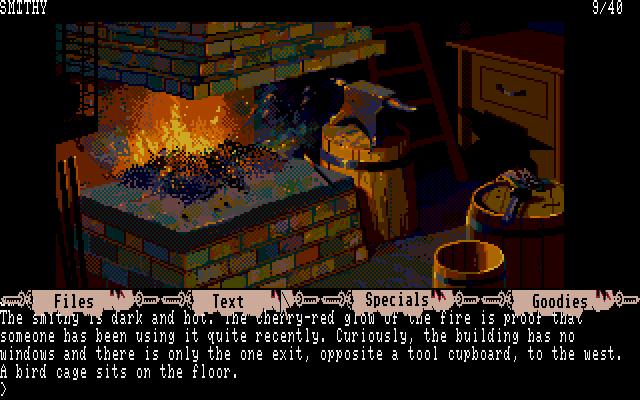 SMITHY 9/40
Files Text Specials Goodies
The smithy is dark and hot. The cherry-red glow of the fire is proof that
someone has been using it quite recently. Curiously, the building has no
windows and there is only the one exit, opposite a tool cupboard, to the west.
A bird cage sits on the floor.
>